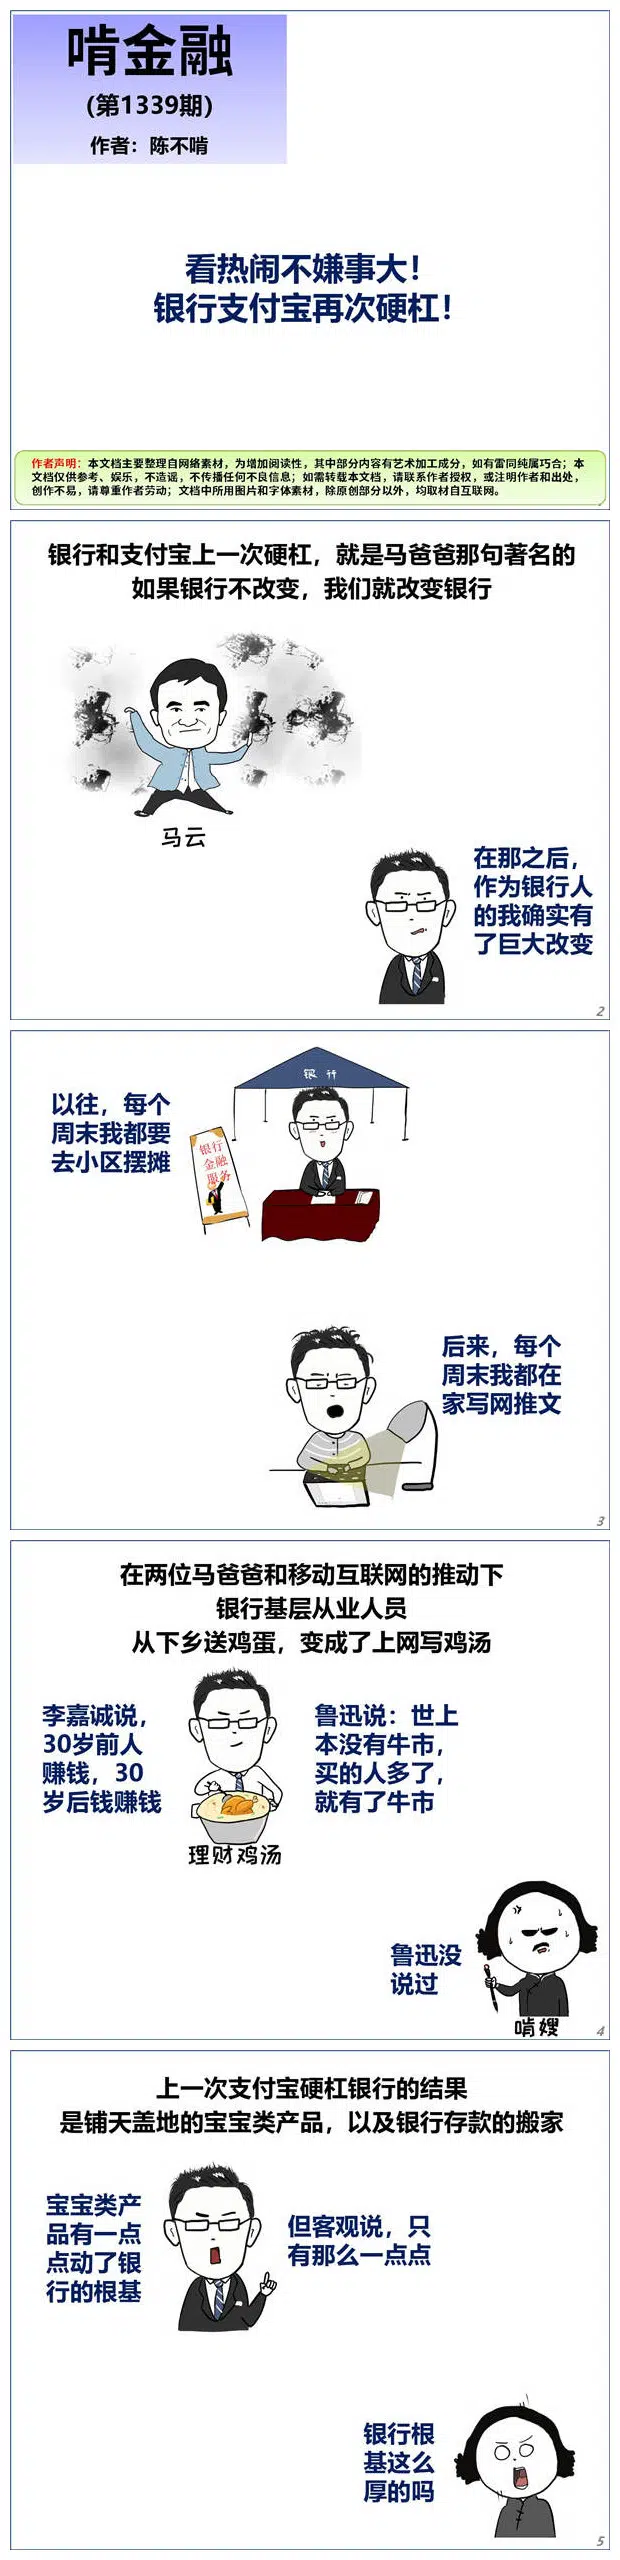 啃金融
(第1339期)
作者：陈不啃
看热闹不嫌事大！
银行支付宝再次硬杠！
作者声明：本文档主要整理自网络素材，为增加阅读性，其中部分内容有艺术加工成分，如有雷同纯属巧合；本
文档仅供参考、娱乐，不造谣，不传播任何不良信息；如需转载本文档，请联系作者授权，或注明作者和出处，
创作不易，请尊重作者劳动；文档中所用图片和字体素材，除原创部分以外，均取材自互联网。
银行和支付宝上一次硬杠，就是马爸爸那句著名的
如果银行不改变，我们就改变银行
马云
在那之后，
作为银行人
的我确实有
了巨大改变
2
银 行
以往，每个
周末我都要
去小区摆摊
银行
金融
服务
后来，每个
周末我都在
家写网推文
3
在两位马爸爸和移动互联网的推动下
银行基层从业人员
从下乡送鸡蛋，变成了上网写鸡汤
李嘉诚说，
30岁前人
赚钱，30
岁后钱赚钱
鲁迅说：世上
本没有牛市，
买的人多了，
就有了牛市
理财鸡汤
鲁迅没
说过
啃嫂
4
上一次支付宝硬杠银行的结果
是铺天盖地的宝宝类产品，以及银行存款的搬家
宝宝类产
品有一点
点动了银
行的根基
但客观说，只
有那么一点点
银行根
基这么
厚的吗
5